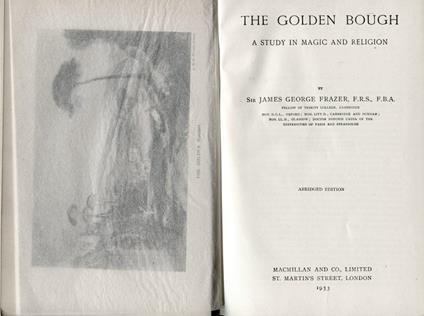 THE GOLDEN BOUGH
A STUDY IN MAGIC AND RELIGION
BY
SIR JAMES GEORGE FRAZER, F.R.S., F.B.A.
FELLOW OF TRINITY COLLEGE, CAMBRIDGE
HON. D.C.L., OXFORD; HON. LITT.D., CAMBRIDGE AND DURHAM;
HON. LL.D., GLASGOW; DOCTOR HONORIS CAUSA OF THE
UNIVERSITIES OF PARIS AND STRASBOURG
ABRIDGED EDITION
MACMILLAN AND CO., LIMITED
ST. MARTIN'S STREET, LONDON
1933
THE GOLDEN